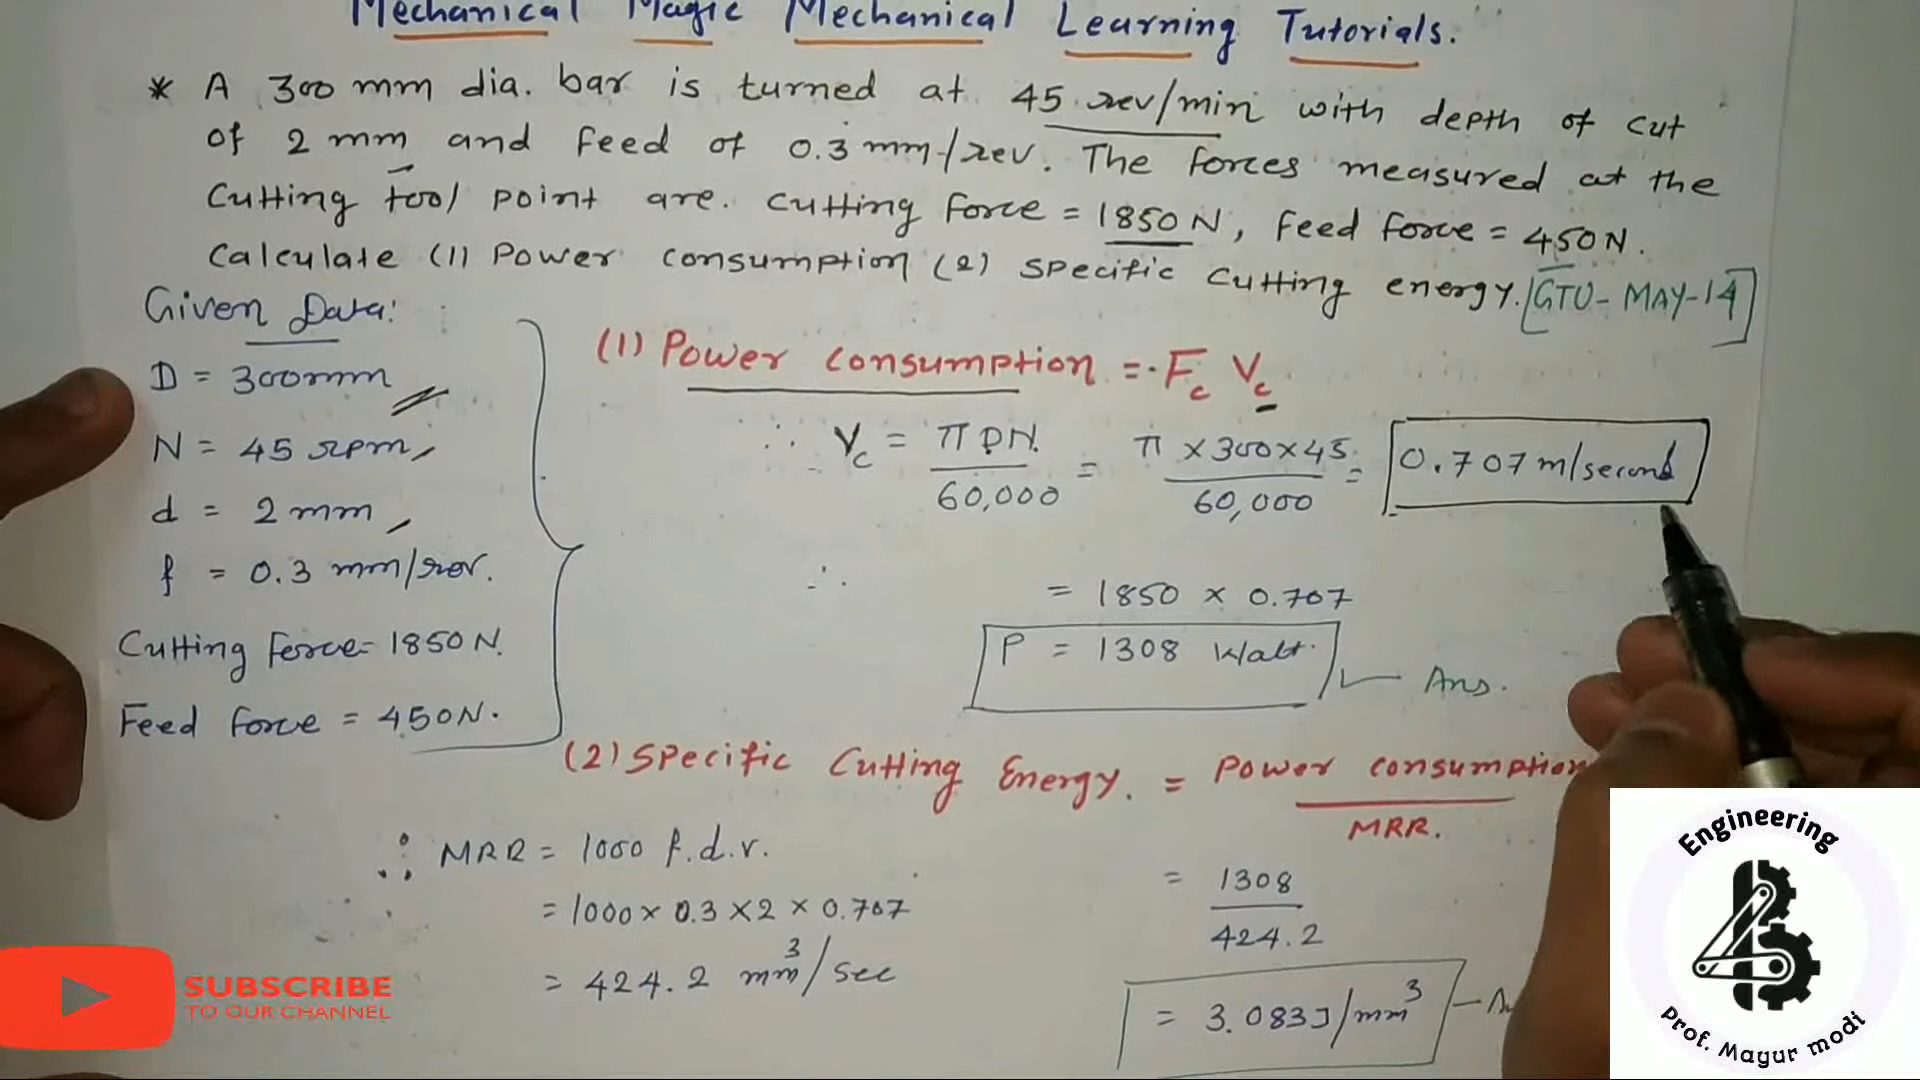 Mechanical Magic Mechanical Learning Tutorials.
* A 300 mm dia. bar is turned at 45 rev/min with depth of cut
of 2 mm and feed of 0.3 mm/rev. The forces measured at the
cutting tool point are. cutting force = 1850 N, feed force = 450 N.
calculate (1) Power consumption (2) specific cutting energy. [GTU- MAY-14]
Given Data:
D = 300mm
N = 45 rpm,
d = 2 mm,
f = 0.3 mm/rev.
Cutting force = 1850 N.
Feed force = 450 N.
(1) Power consumption = Fc Vc
∴ Vc = πDN / 60,000 = π × 300 × 45 / 60,000 = 0.707 m/second
∴
= 1850 × 0.707
P = 1308 Watt.
Ans.
(2) Specific Cutting Energy. = Power consumption / MRR.
∴ MRR = 1000 f.d.v.
= 1000 × 0.3 × 2 × 0.707
= 424.2 mm³/sec
= 1308 / 424.2
= 3.083 J/mm³
SUBSCRIBE
TO OUR CHANNEL
Engineering
Prof. Mayur modi